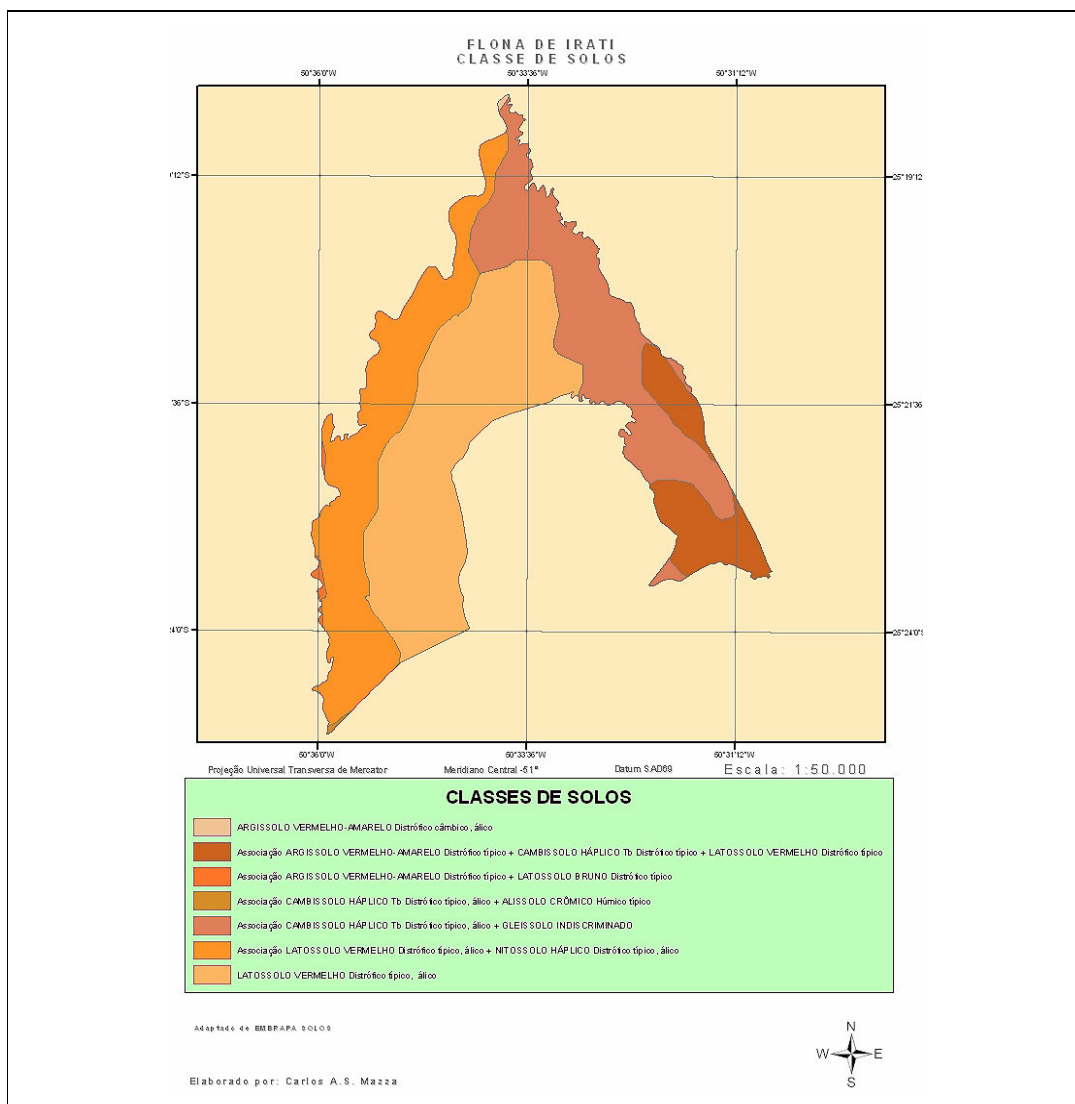 FLONA DE IRATI
CLASSE DE SOLOS
50°36'0"W 50°33'36"W 50°31'12"W
25°19'12
25°21'36
25°24'0"S
50°36'0"W 50°33'36"W 50°31'12"W
Projeção Universal Transversa de Mercator Meridiano Central -51° Datum SAD69 Escala: 1:50.000
CLASSES DE SOLOS
ARGISSOLO VERMELHO-AMARELO Distrófico câmbico, álico
Associação ARGISSOLO VERMELHO-AMARELO Distrófico típico + CAMBISSOLO HÁPLICO Tb Distrófico típico + LATOSSOLO VERMELHO Distrófico típico
Associação ARGISSOLO VERMELHO-AMARELO Distrófico típico + LATOSSOLO BRUNO Distrófico típico
Associação CAMBISSOLO HÁPLICO Tb Distrófico típico, álico + ALISSOLO CRÔMICO Húmico típico
Associação CAMBISSOLO HÁPLICO Tb Distrófico típico, álico + GLEISSOLO INDISCRIMINADO
Associação LATOSSOLO VERMELHO Distrófico típico, álico + NITOSSOLO HÁPLICO Distrófico típico, álico
LATOSSOLO VERMELHO Distrófico típico, álico
Adaptado de EMBRAPA SOLOS
N
W E
S
Elaborado por: Carlos A.S. Mazza